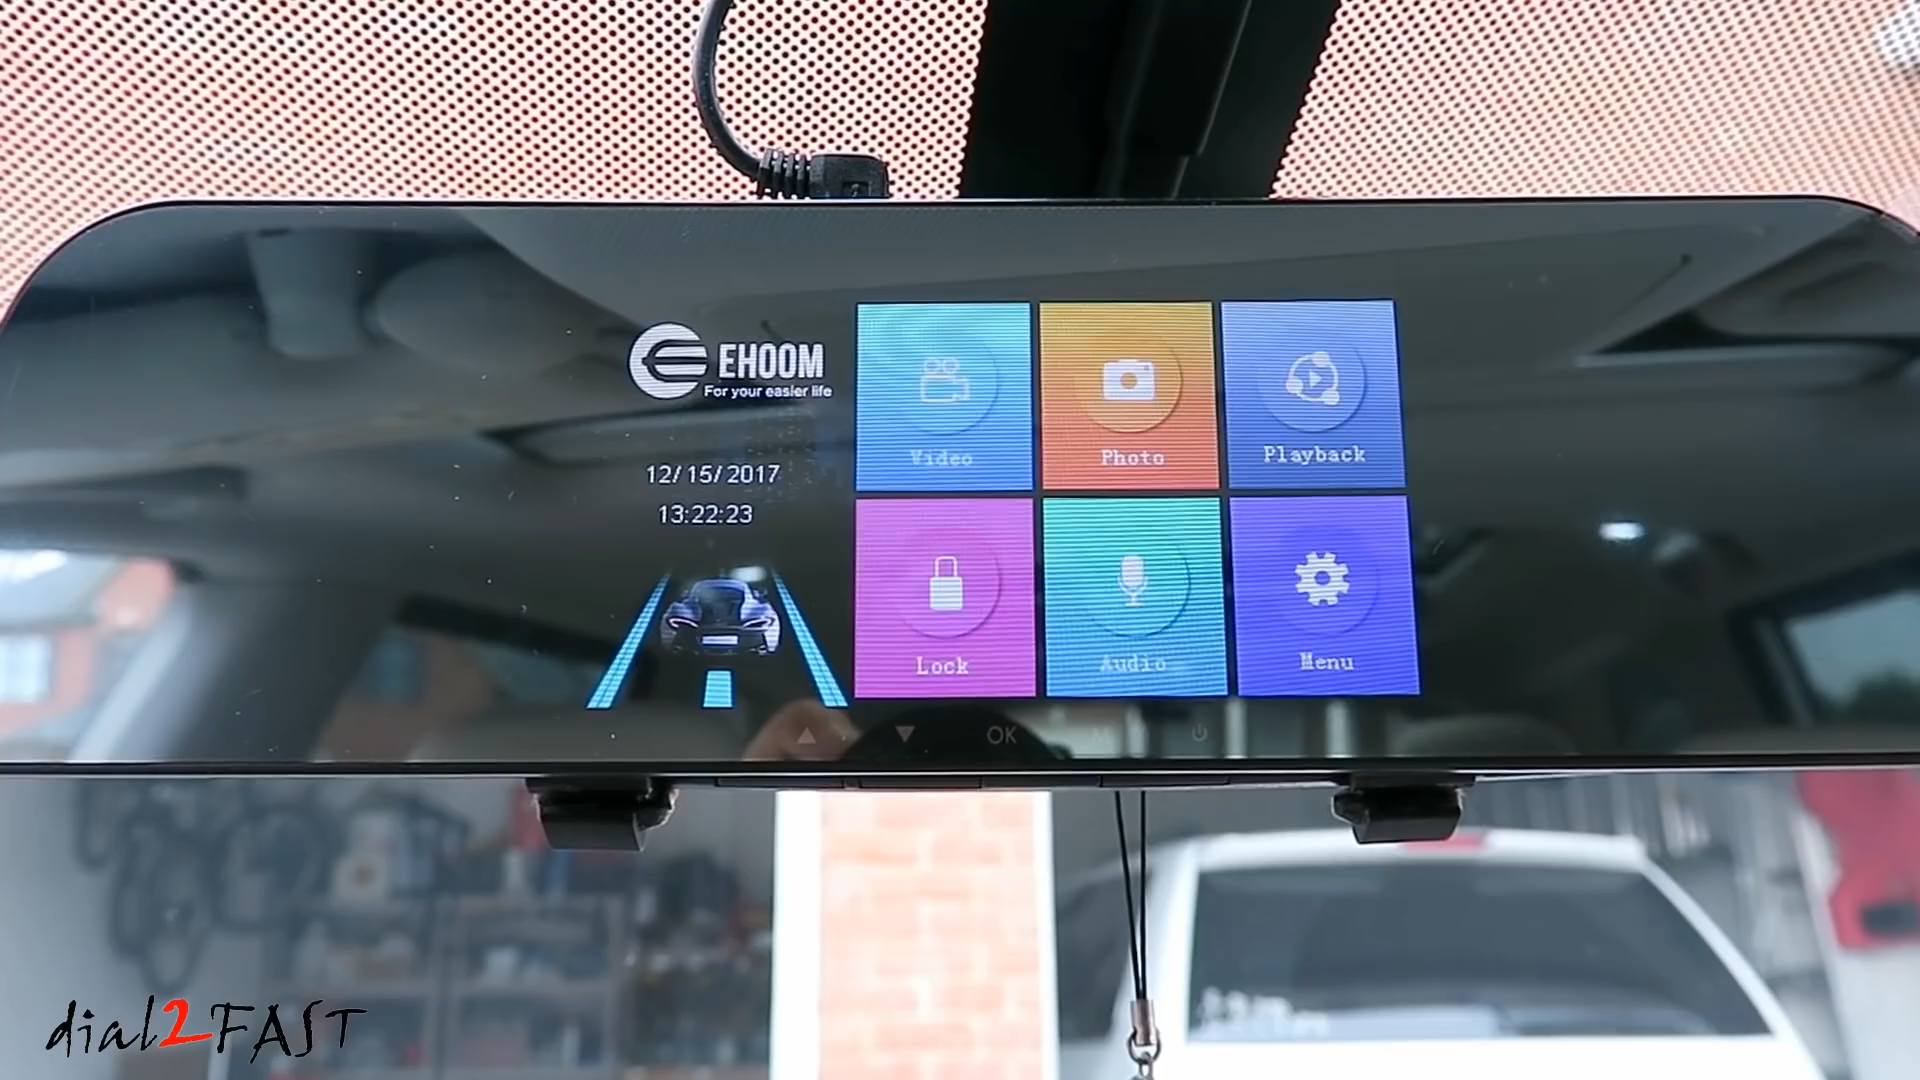 EHOOM
For your easier life
12/15/2017
13:22:23
Video
Photo
Playback
Lock
Audio
Menu
OK
M
dial2FAST